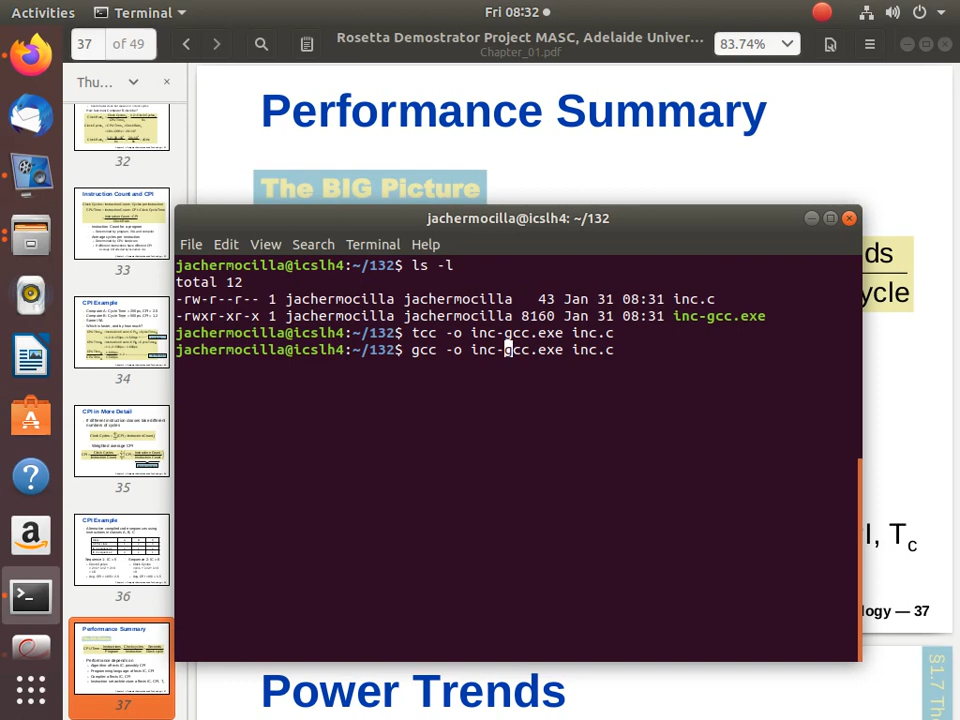 Activities
Terminal
Fri 08:32
37 of 49
Rosetta Demostrator Project MASC, Adelaide Univer...
Chapter_01.pdf
83.74%
Thu...
32
Instruction Count and CPI
33
CPI Example
34
CPI in More Detail
35
CPI Example
36
Performance Summary
37
Performance Summary
The BIG Picture
ds
ycle
I, Tc
ology — 37
§1.7 Th
Power Trends
jachermocilla@icslh4: ~/132
File Edit View Search Terminal Help
jachermocilla@icslh4:~/132$ ls -l
total 12
-rw-r--r-- 1 jachermocilla jachermocilla   43 Jan 31 08:31 inc.c
-rwxr-xr-x 1 jachermocilla jachermocilla 8160 Jan 31 08:31 inc-gcc.exe
jachermocilla@icslh4:~/132$ tcc -o inc-gcc.exe inc.c
jachermocilla@icslh4:~/132$ gcc -o inc-gcc.exe inc.c